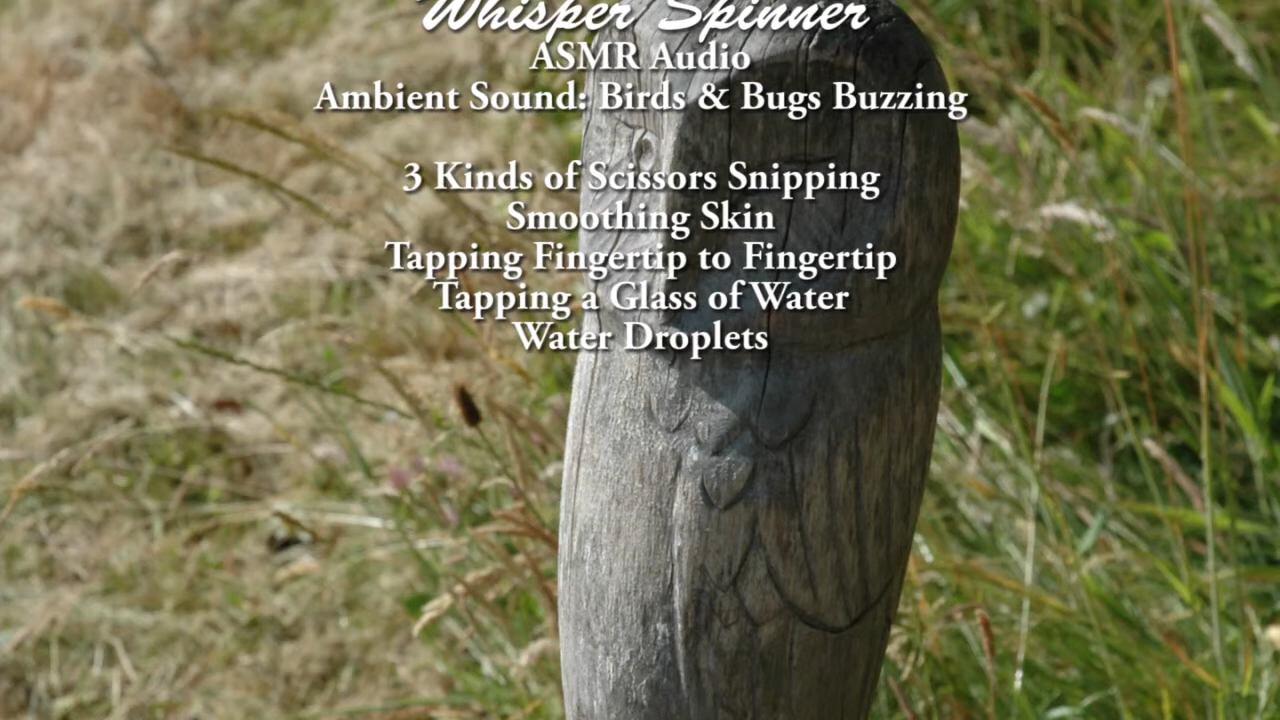 Whisper Spinner
ASMR Audio
Ambient Sound: Birds & Bugs Buzzing
3 Kinds of Scissors Snipping
Smoothing Skin
Tapping Fingertip to Fingertip
Tapping a Glass of Water
Water Droplets